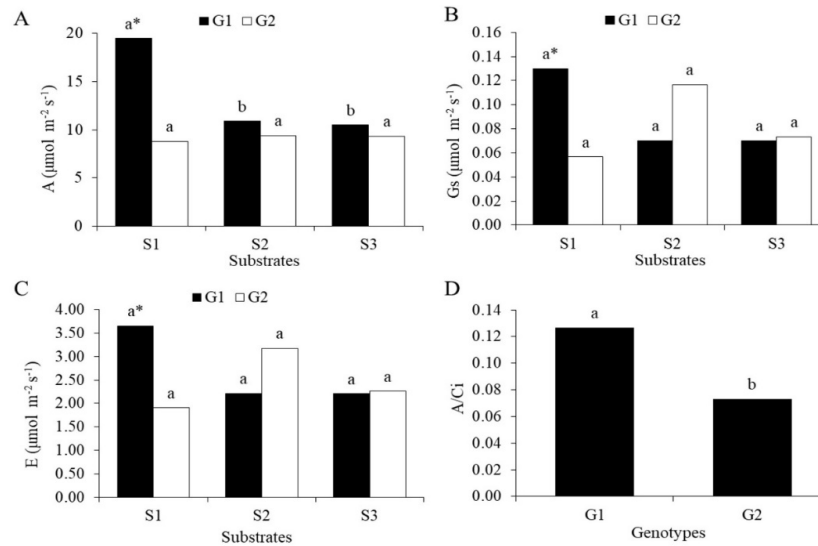 A
G1 G2
A (µmol m⁻² s⁻¹)
20
15
10
5
0
a*
a
b
a
b
a
S1 S2 S3
Substrates
B
G1 G2
Gs (µmol m⁻² s⁻¹)
0.16
0.14
0.12
0.10
0.08
0.06
0.04
0.02
0.00
a*
a
a
a
a
a
S1 S2 S3
Substrates
C
G1 G2
E (µmol m⁻² s⁻¹)
4.00
3.50
3.00
2.50
2.00
1.50
1.00
0.50
0.00
a*
a
a
a
a
a
S1 S2 S3
Substrates
D
A/Ci
0.14
0.12
0.10
0.08
0.06
0.04
0.02
0.00
a
b
G1 G2
Genotypes